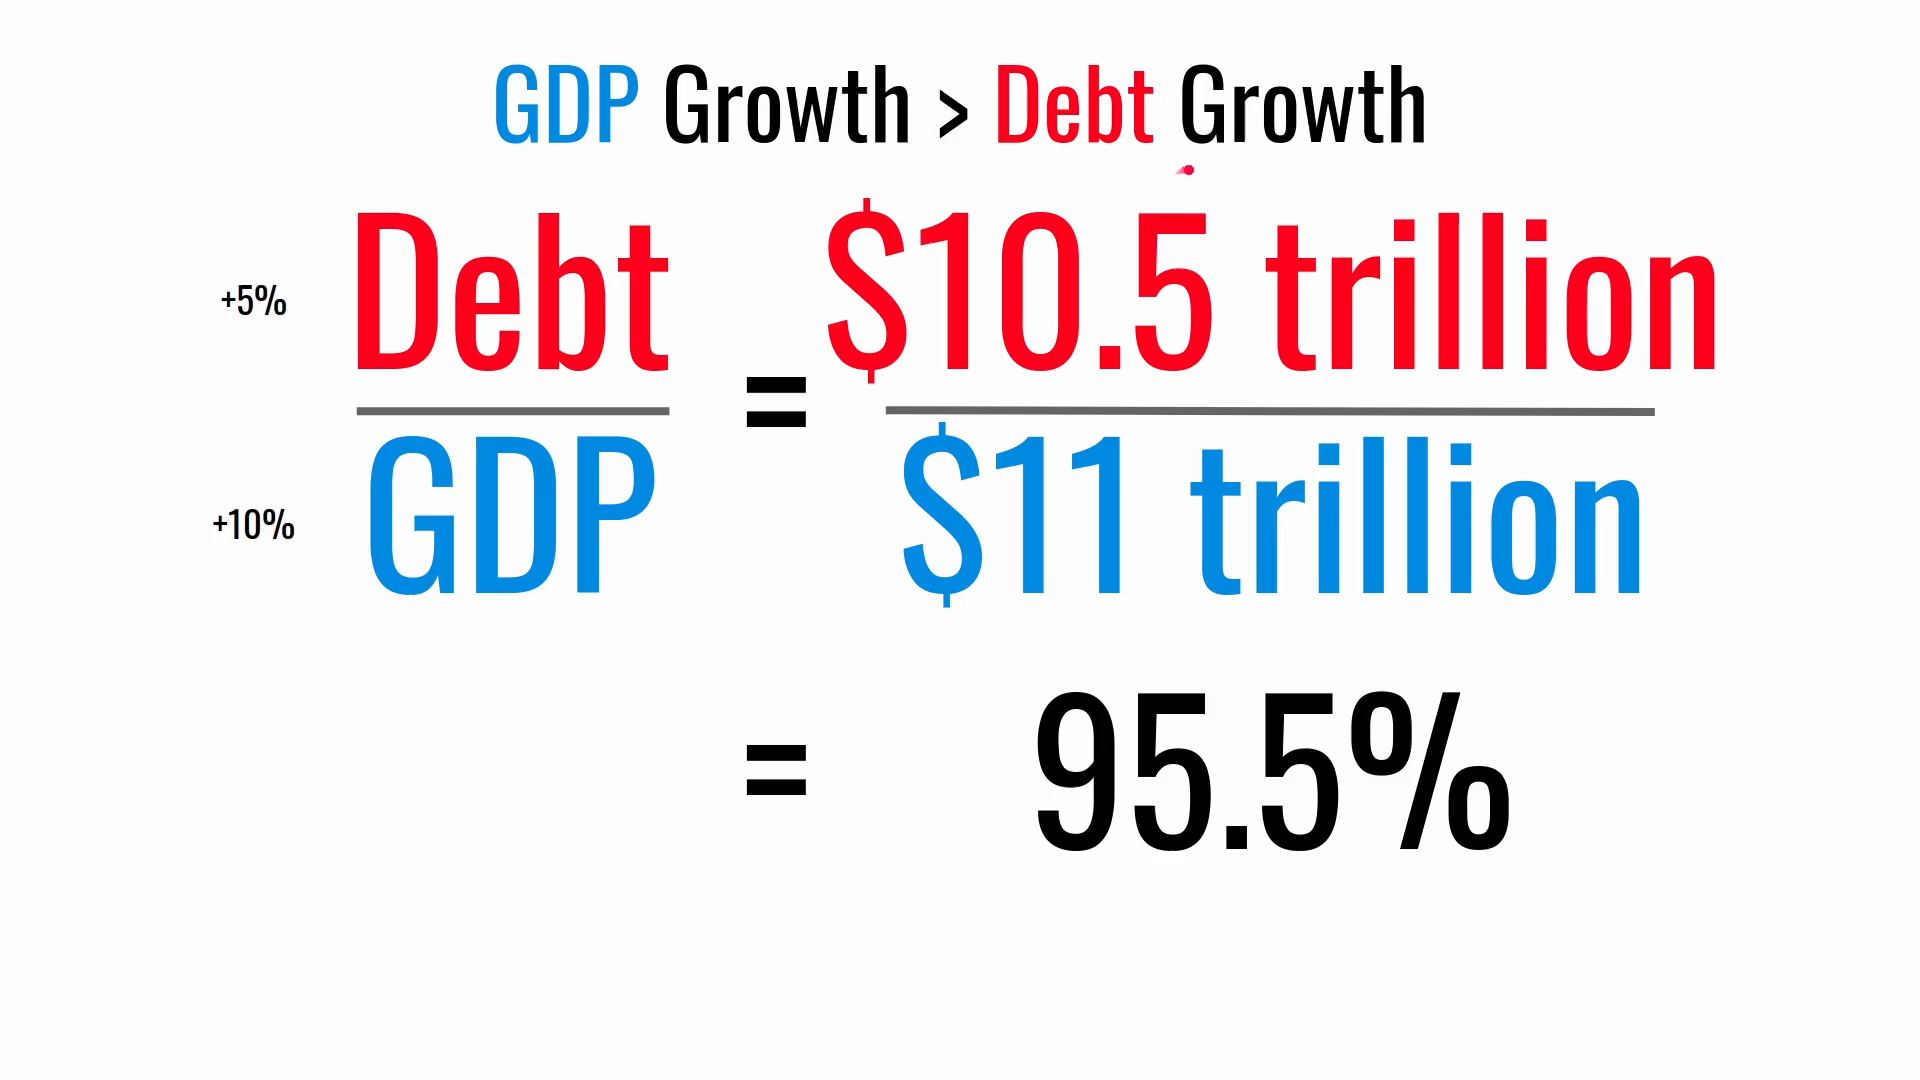 GDP Growth > Debt Growth
+5%
Debt
=
$10.5 trillion
+10%
GDP
$11 trillion
=
95.5%